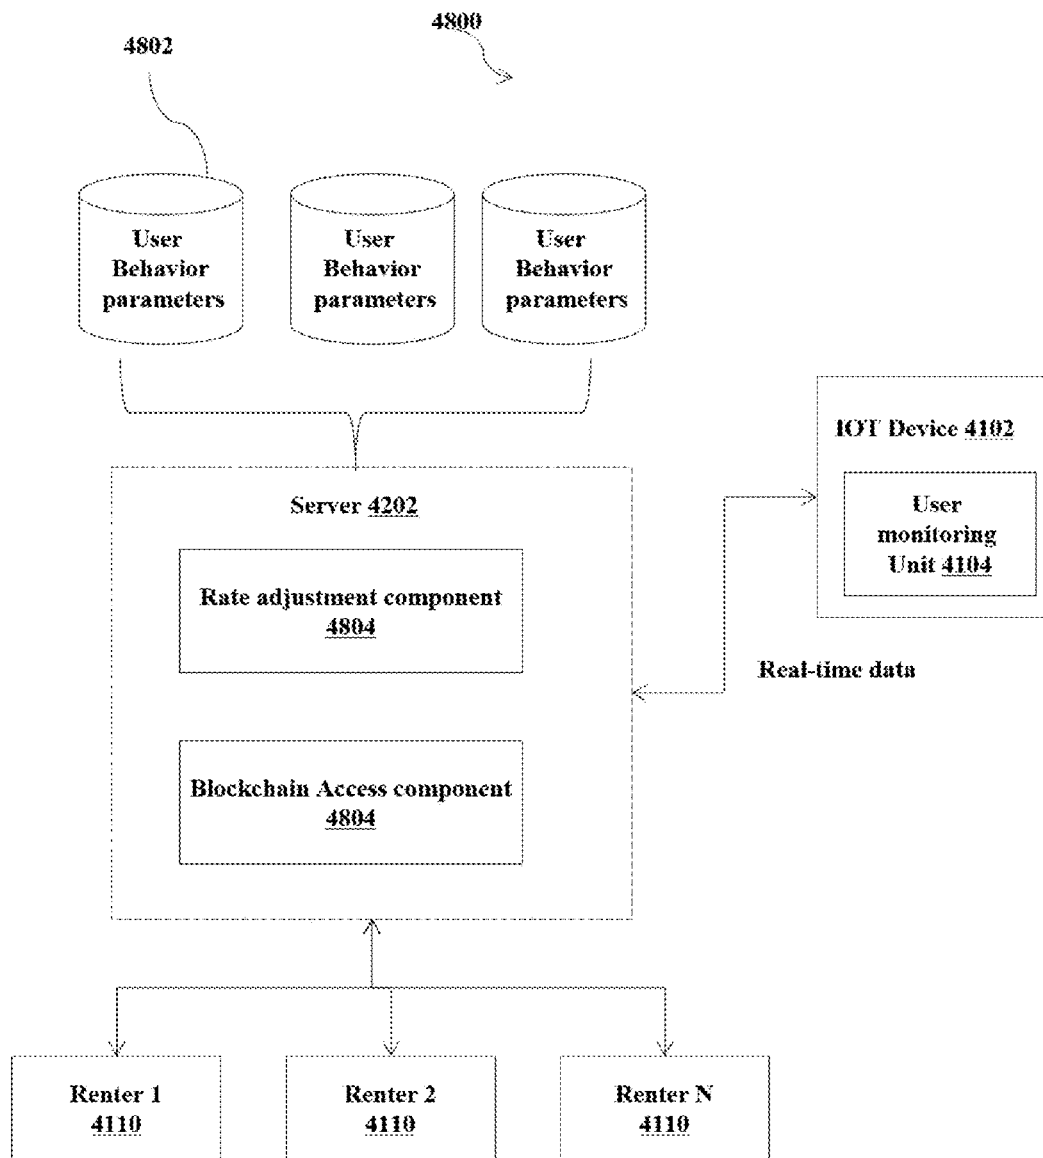 4800
4802
User
Behavior
parameters
User
Behavior
parameters
User
Behavior
parameters
IOT Device 4102
User
monitoring
Unit 4104
Server 4202
Rate adjustment component
4804
Real-time data
Blockchain Access component
4804
Renter 1
4110
Renter 2
4110
Renter N
4110